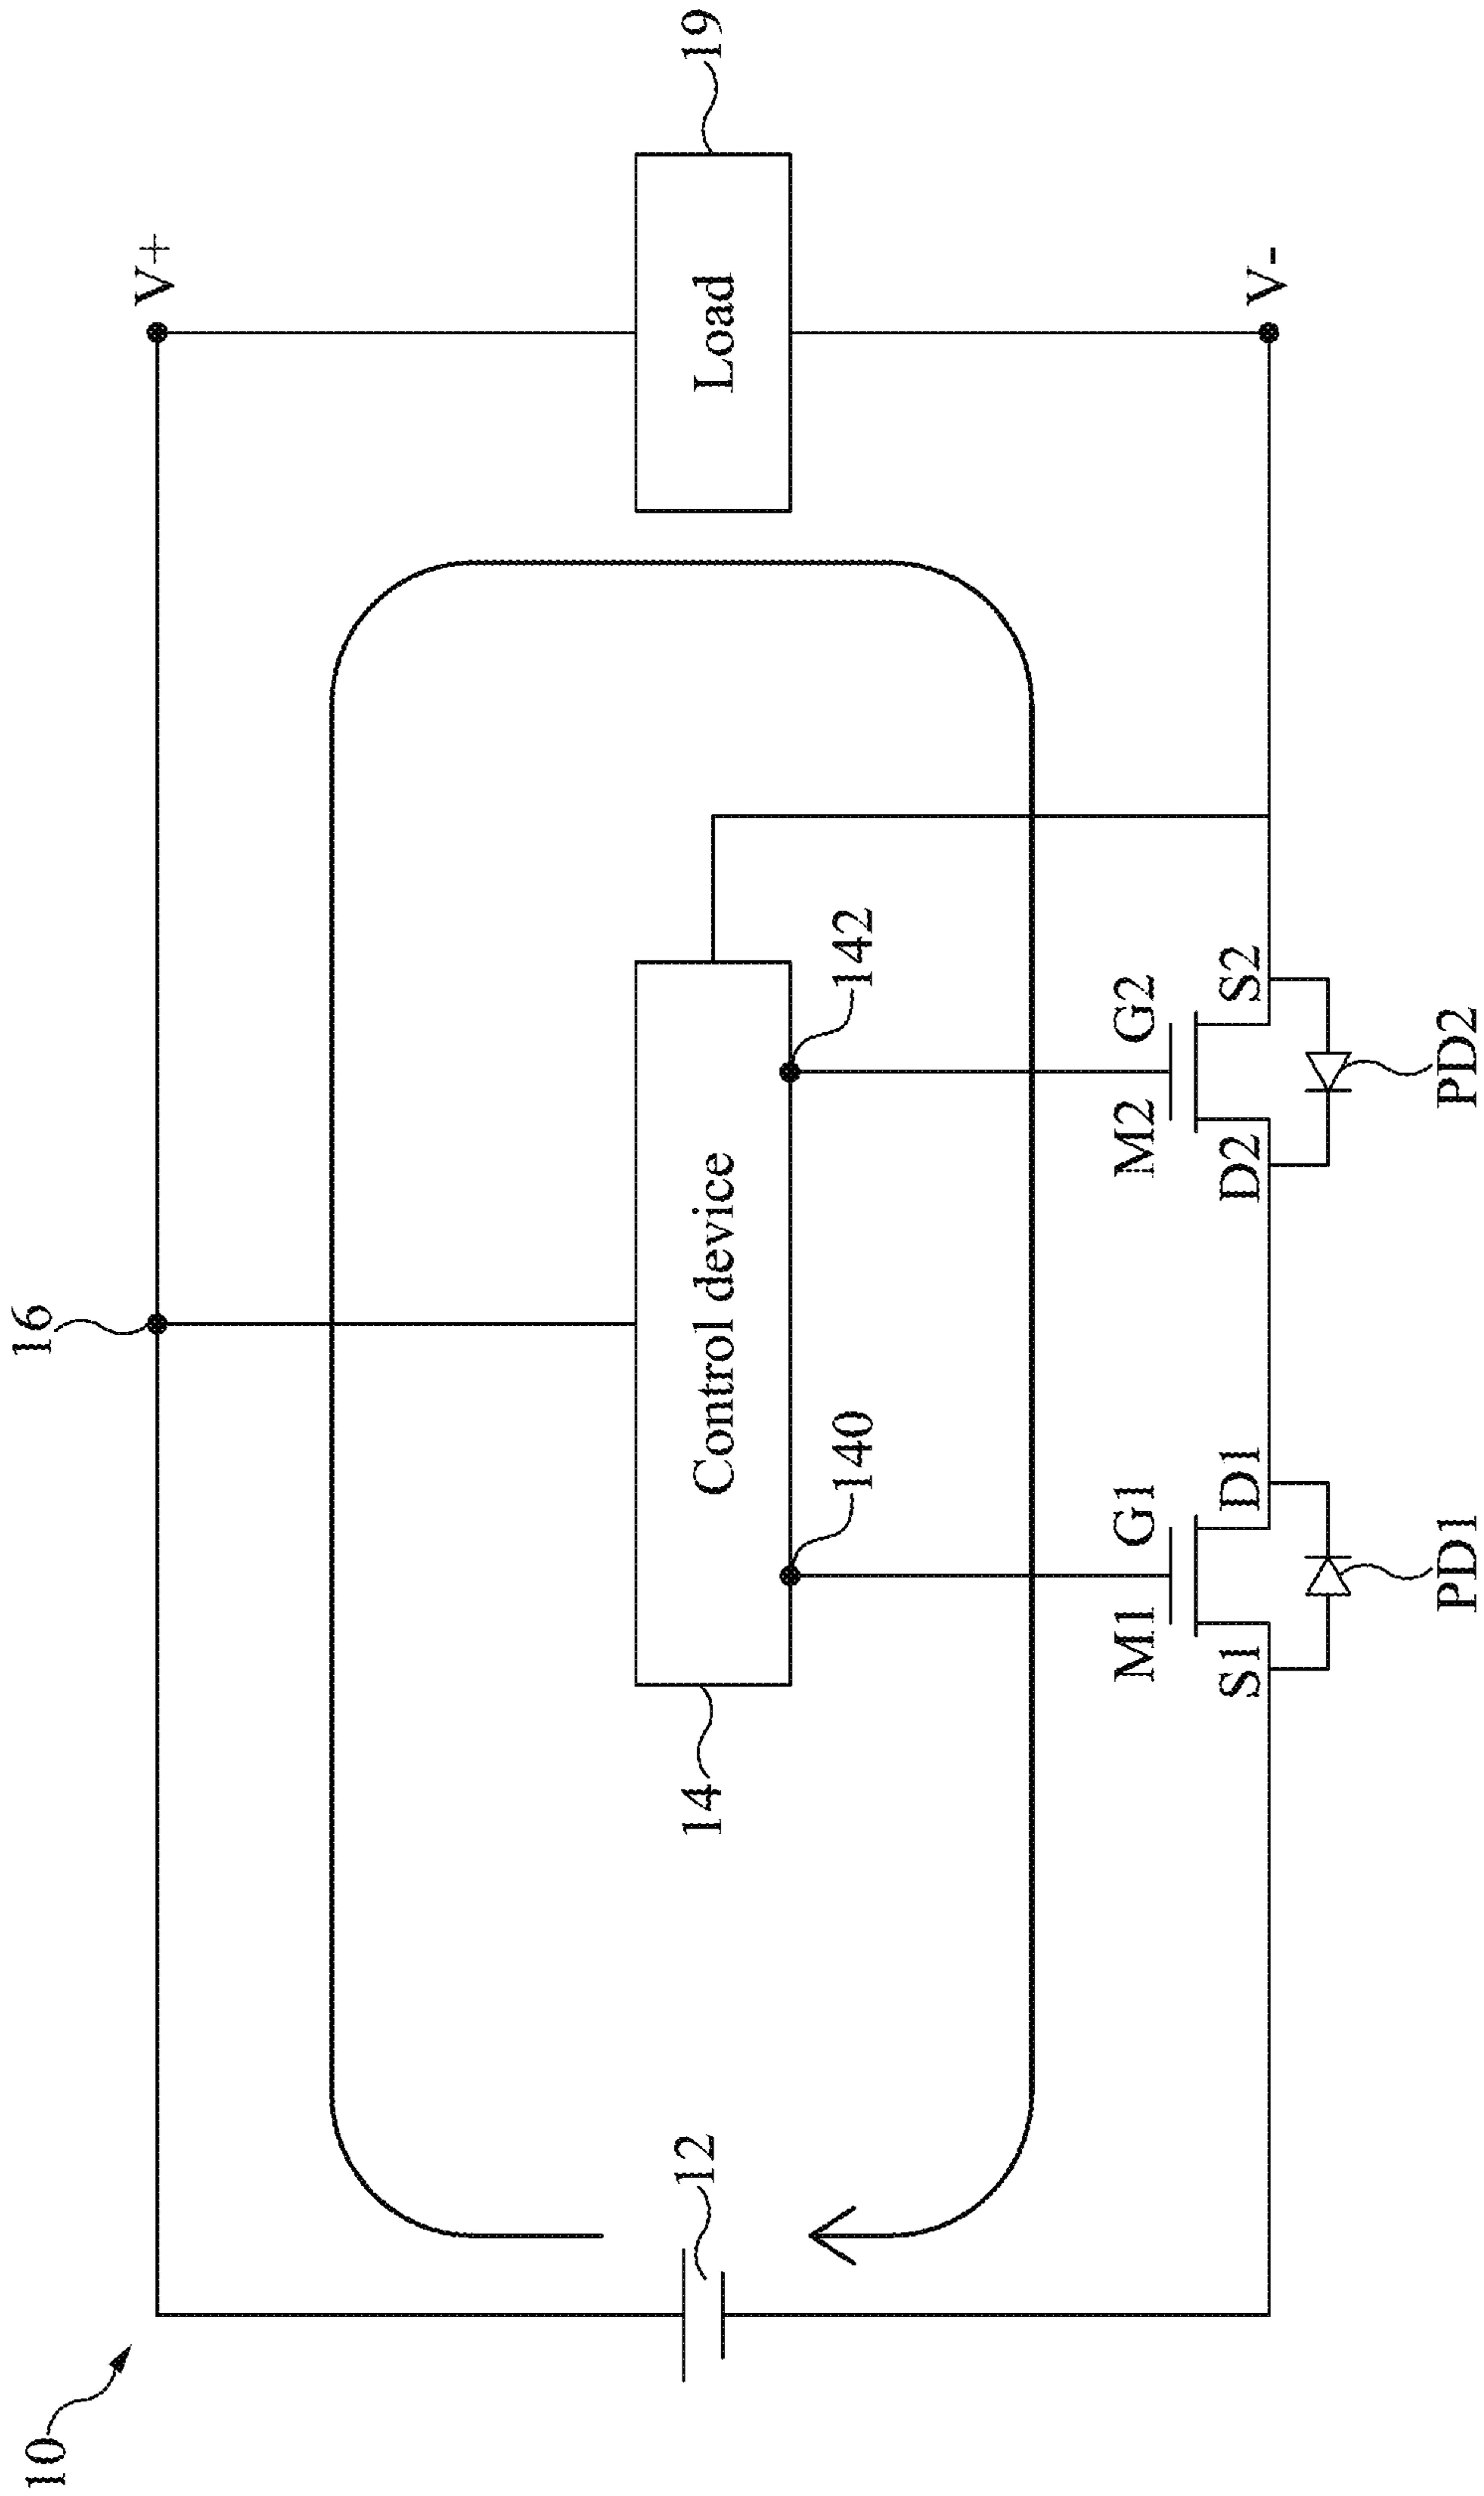 10
16
V+
12
14
Control device
Load
19
140
142
M1
G1
M2
G2
S1
D1
D2
S2
V-
PD1
PD2